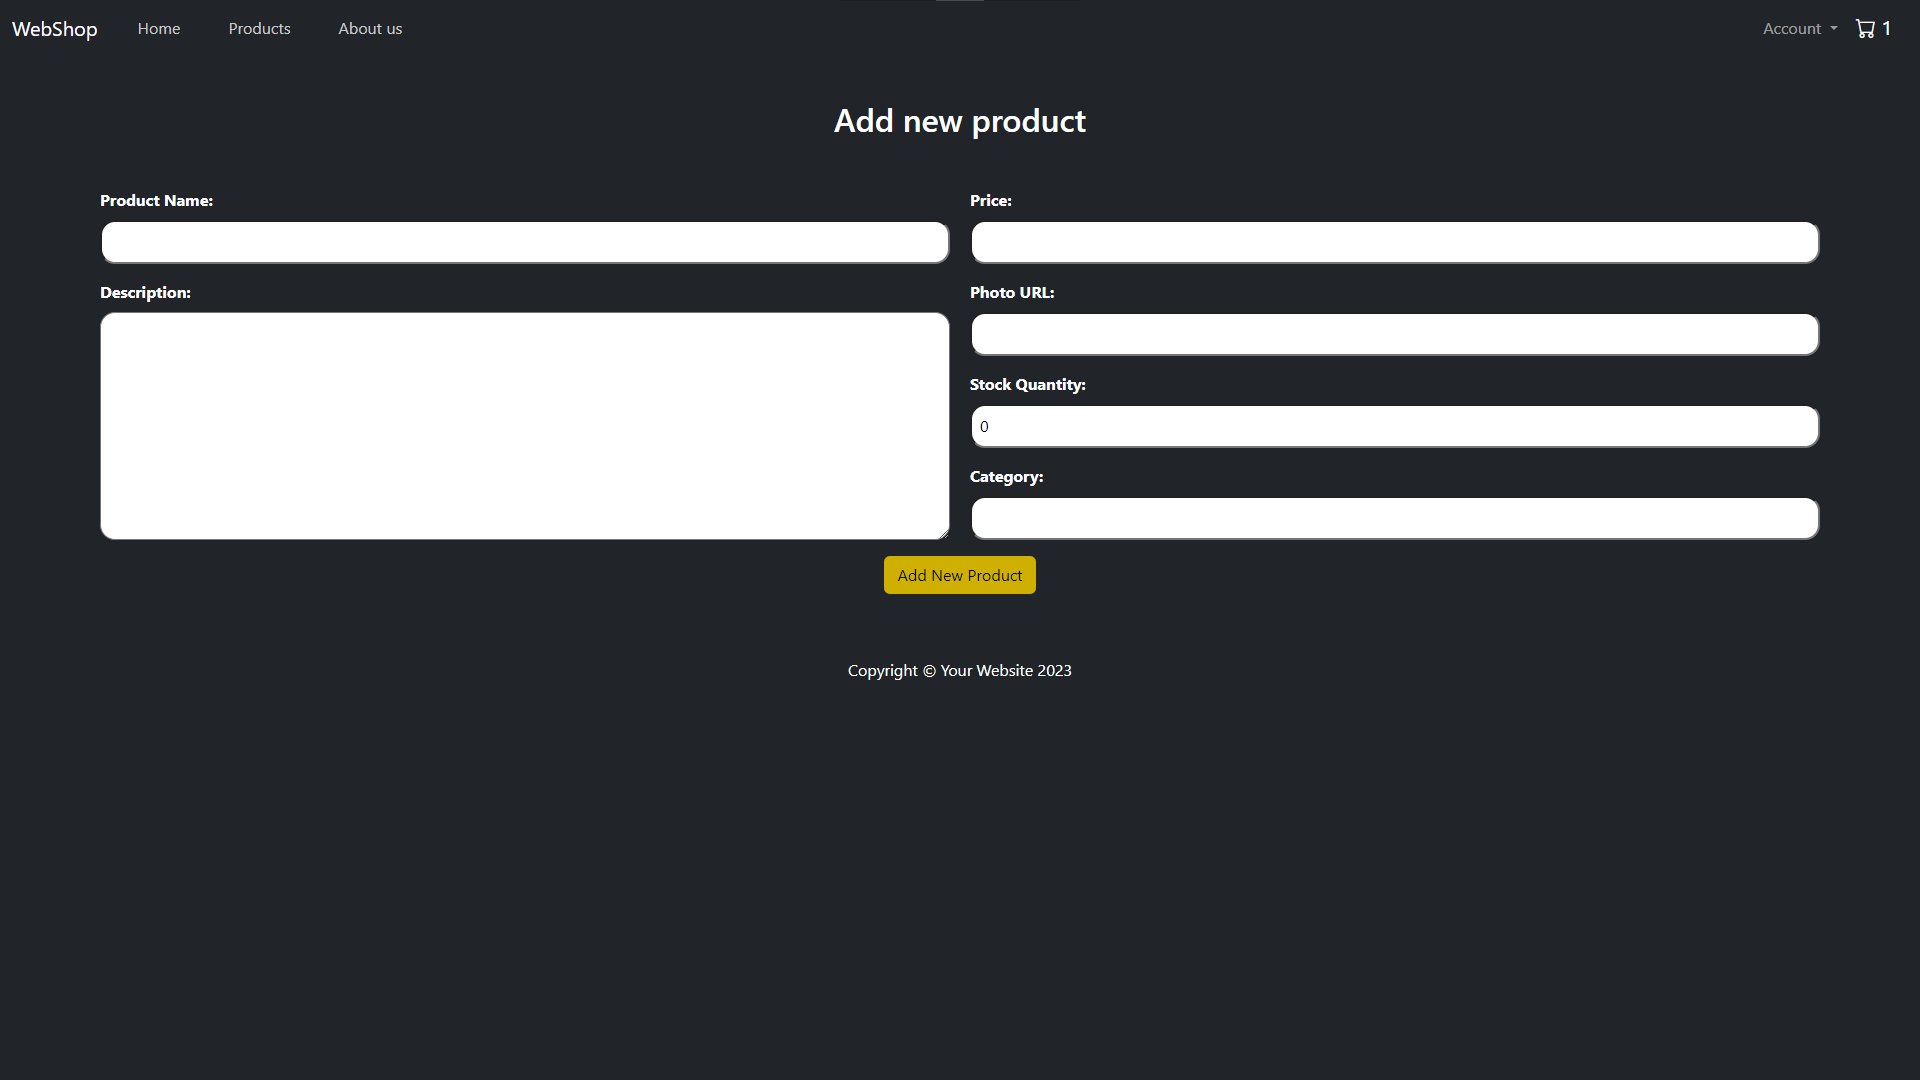 WebShop Home Products About us Account 1
Add new product
Product Name:
Price:
Description:
Photo URL:
Stock Quantity:
0
Category:
Add New Product
Copyright © Your Website 2023